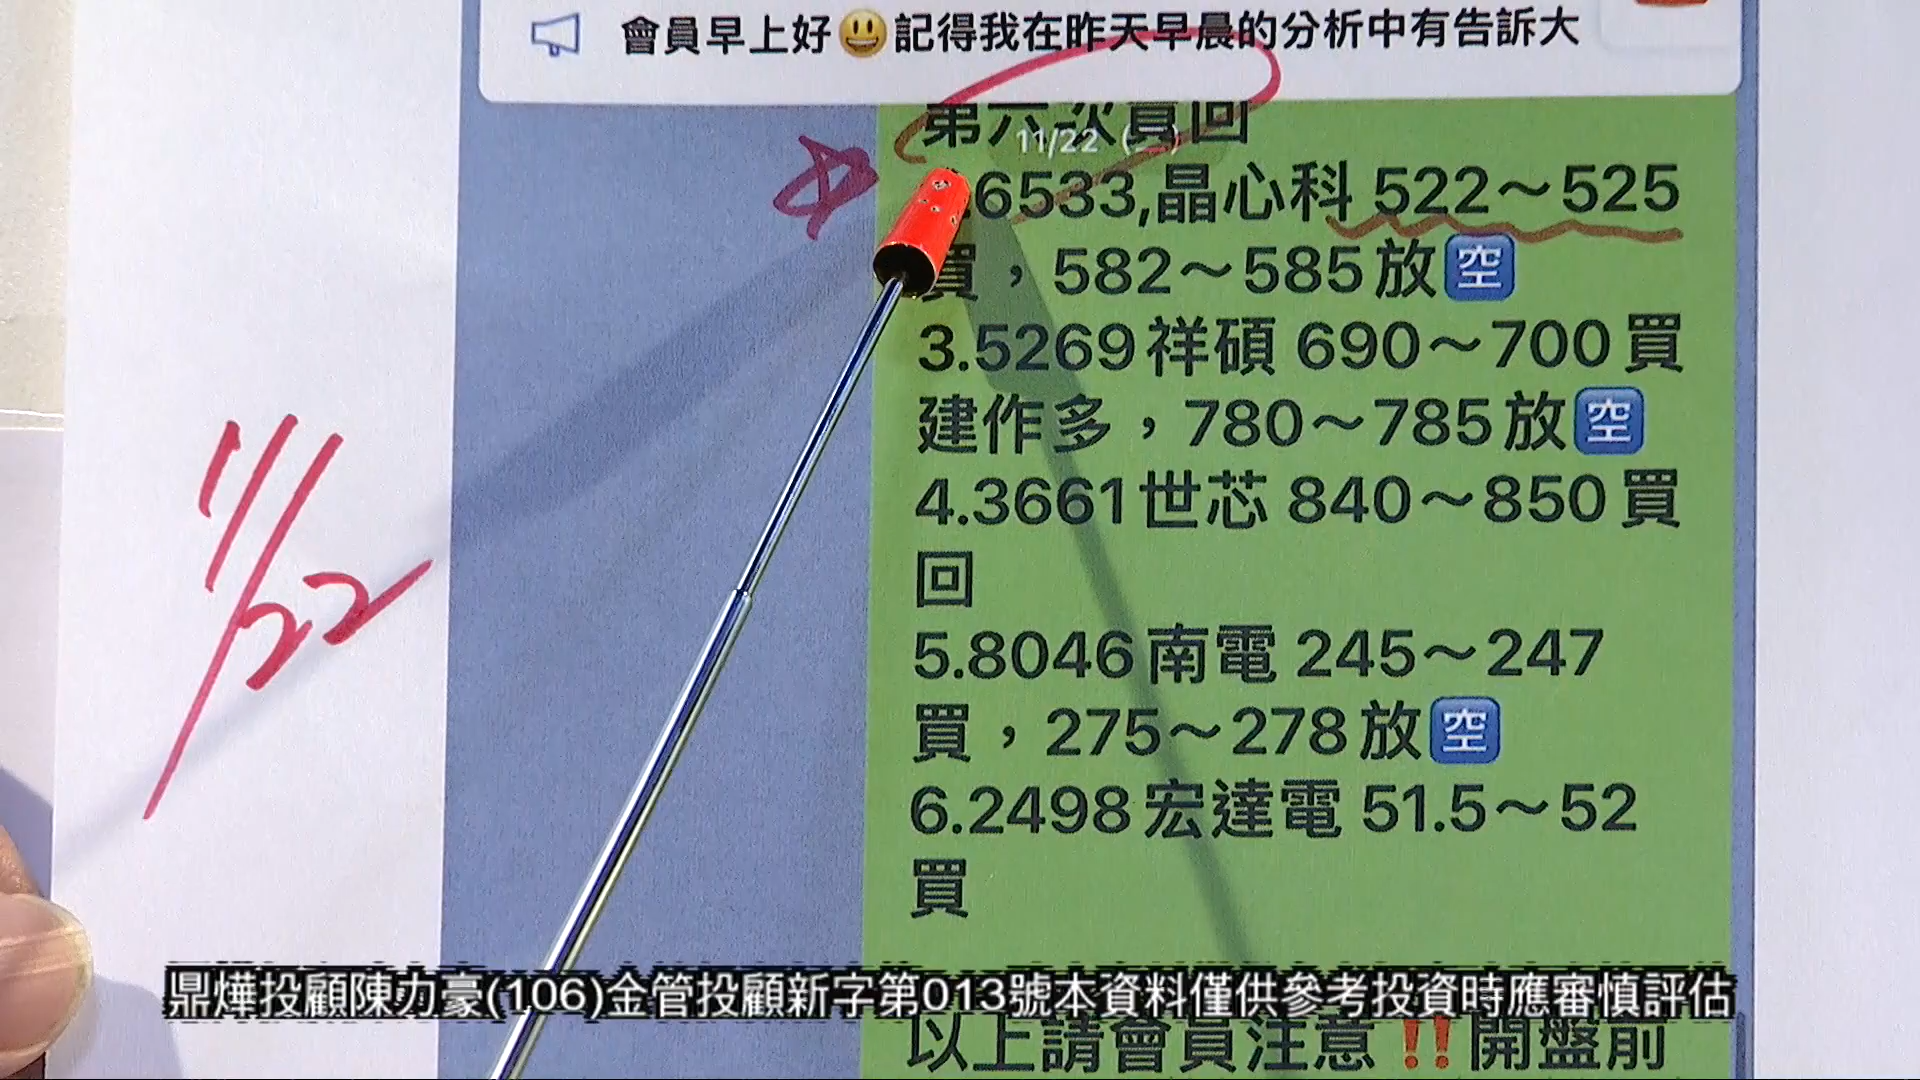 會員早上好😃記得我在昨天早晨的分析中有告訴大
第六次買回
11/22
.6533,晶心科 522～525
買，582～585放🈳
3.5269祥碩 690～700買
建作多，780～785放🈳
4.3661世芯 840～850買
回
5.8046南電 245～247
買，275～278放🈳
6.2498宏達電 51.5～52
買
11/22
鼎燁投顧陳力豪(106)金管投顧新字第013號本資料僅供參考投資時應審慎評估
以上請會員注意‼️開盤前